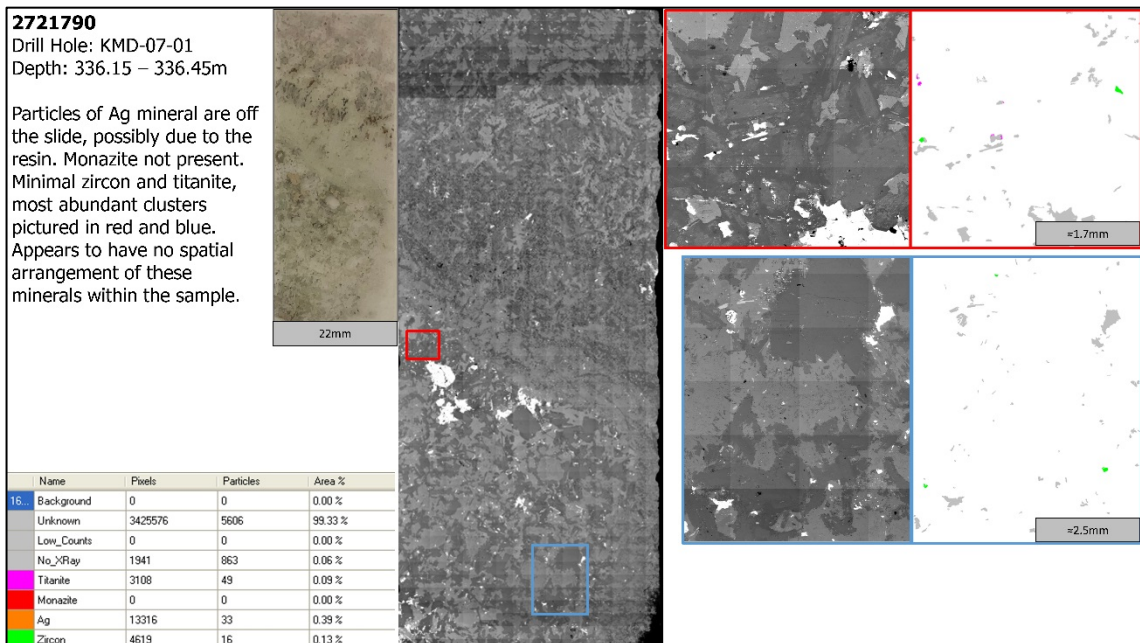 2721790
Drill Hole: KMD-07-01
Depth: 336.15 – 336.45m
Particles of Ag mineral are off
the slide, possibly due to the
resin. Monazite not present.
Minimal zircon and titanite,
most abundant clusters
pictured in red and blue.
Appears to have no spatial
arrangement of these
minerals within the sample.
22mm
≈1.7mm
≈2.5mm
Name Pixels Particles Area %
16... Background 0 0 0.00 %
Unknown 3425576 5606 99.33 %
Low_Counts 0 0 0.00 %
No_XRay 1941 863 0.06 %
Titanite 3108 49 0.09 %
Monazite 0 0 0.00 %
Ag 13316 33 0.39 %
Zircon 4619 16 0.13 %